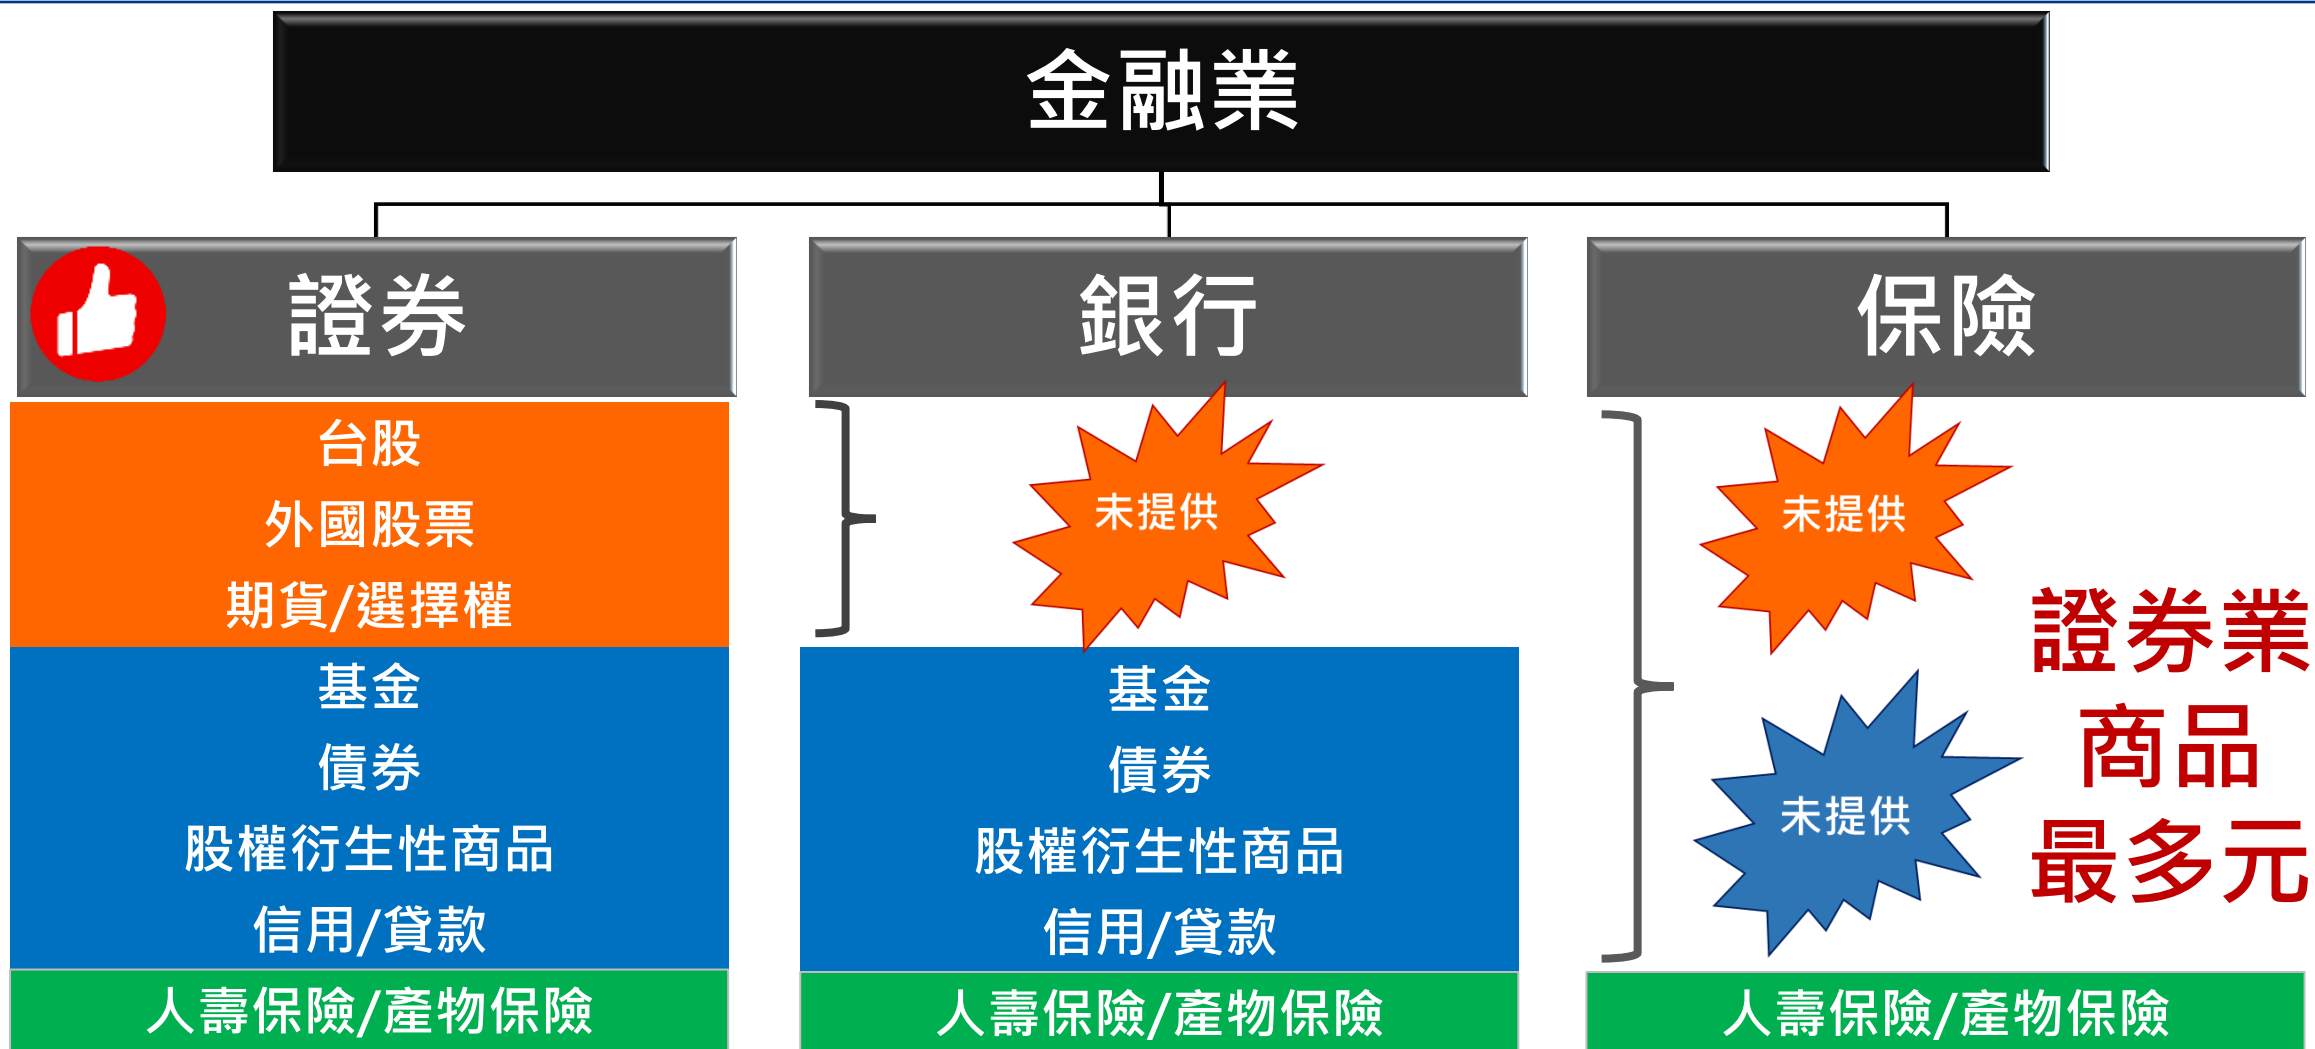 金融業
證券
台股
外國股票
期貨/選擇權
基金
債券
股權衍生性商品
信用/貸款
人壽保險/產物保險
銀行
未提供
基金
債券
股權衍生性商品
信用/貸款
人壽保險/產物保險
保險
未提供
未提供
人壽保險/產物保險
證券業
商品
最多元